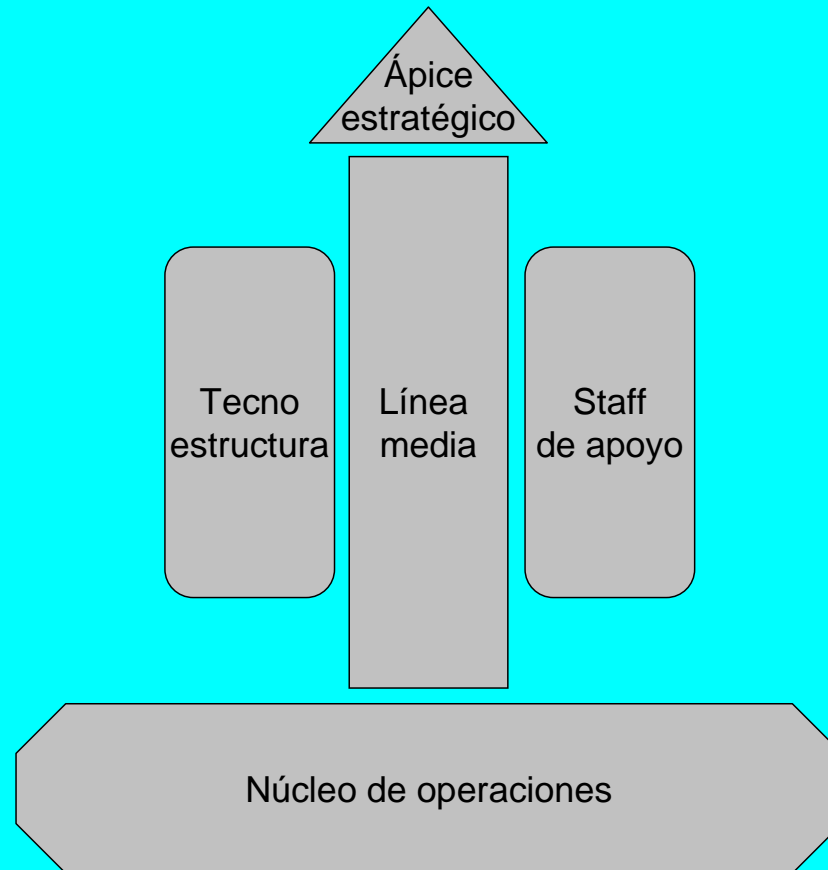 Ápice
estratégico
Tecno
estructura
Línea
media
Staff
de apoyo
Núcleo de operaciones